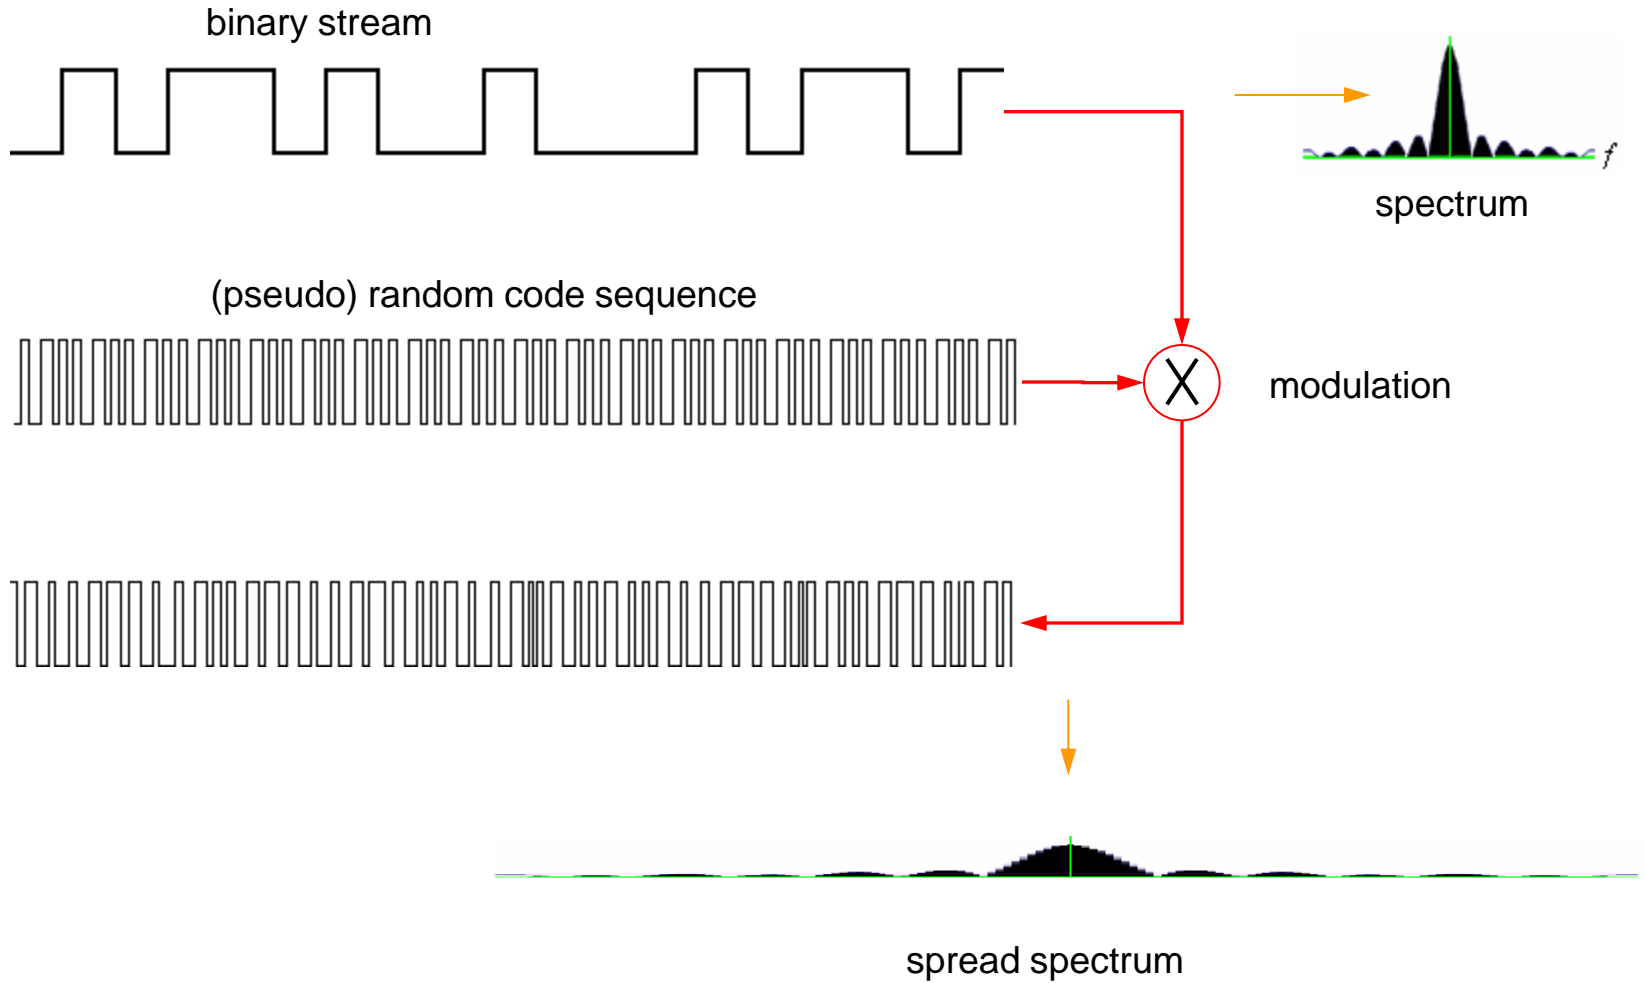 binary stream
f
spectrum
(pseudo) random code sequence
X
modulation
spread spectrum